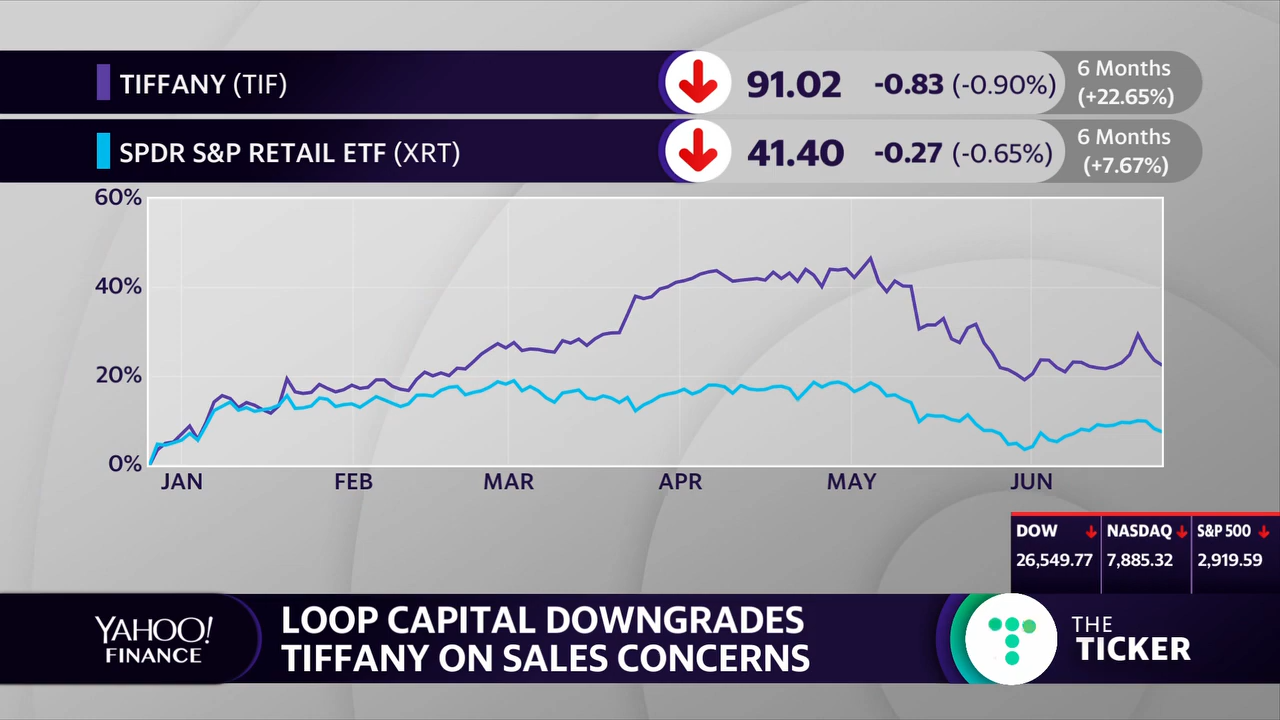 TIFFANY (TIF)
91.02
-0.83 (-0.90%)
6 Months
(+22.65%)
SPDR S&P RETAIL ETF (XRT)
41.40
-0.27 (-0.65%)
6 Months
(+7.67%)
60%
40%
20%
0%
JAN FEB MAR APR MAY JUN
DOW NASDAQ S&P 500
26,549.77 7,885.32 2,919.59
YAHOO!
FINANCE
LOOP CAPITAL DOWNGRADES
TIFFANY ON SALES CONCERNS
THE
TICKER